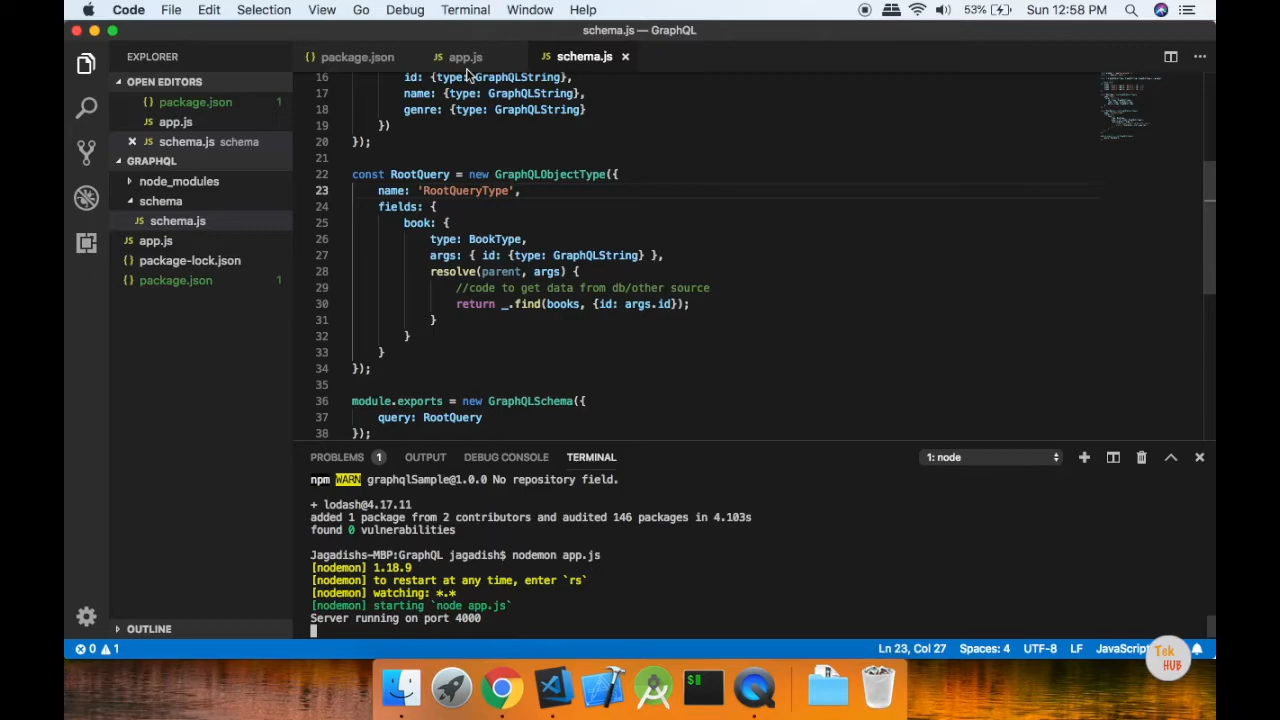 Code File Edit Selection View Go Debug Terminal Window Help 53% Sun 12:58 PM
schema.js — GraphQL
EXPLORER
OPEN EDITORS
package.json 1
app.js
schema.js schema
GRAPHQL
node_modules
schema
JS schema.js
JS app.js
package-lock.json
{} package.json 1
OUTLINE
{} package.json JS app.js JS schema.js
16 id: {type: GraphQLString},
17 name: {type: GraphQLString},
18 genre: {type: GraphQLString}
19 })
20 });
21
22 const RootQuery = new GraphQLObjectType({
23 name: 'RootQueryType',
24 fields: {
25 book: {
26 type: BookType,
27 args: { id: {type: GraphQLString} },
28 resolve(parent, args) {
29 //code to get data from db/other source
30 return _.find(books, {id: args.id});
31 }
32 }
33 }
34 });
35
36 module.exports = new GraphQLSchema({
37 query: RootQuery
38 });
PROBLEMS 1 OUTPUT DEBUG CONSOLE TERMINAL 1: node
npm WARN graphqlSample@1.0.0 No repository field.
+ lodash@4.17.11
added 1 package from 2 contributors and audited 146 packages in 4.103s
found 0 vulnerabilities
Jagadishs-MBP:GraphQL jagadish$ nodemon app.js
[nodemon] 1.18.9
[nodemon] to restart at any time, enter `rs`
[nodemon] watching: *.*
[nodemon] starting `node app.js`
Server running on port 4000
0 1 Ln 23, Col 27 Spaces: 4 UTF-8 LF JavaScript
Tek
HUB